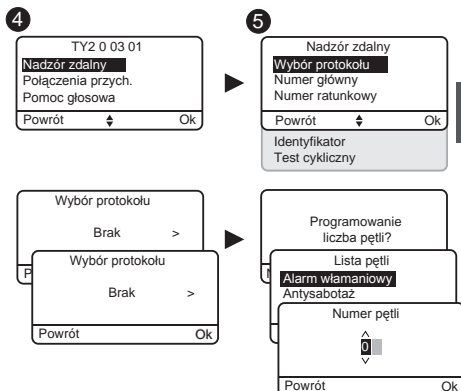 4
TY2 0 03 01
Nadzór zdalny
Połączenia przych.
Pomoc głosowa
Powrót Ok
5
Nadzór zdalny
Wybór protokołu
Numer główny
Numer ratunkowy
Powrót Ok
Identyfikator
Test cykliczny
Wybór protokołu
Brak >
P
Wybór protokołu
Brak >
Powrót Ok
Programowanie
liczba pętli?
Lista pętli
Alarm włamaniowy
Antysabotaż
Numer pętli
0
Powrót Ok